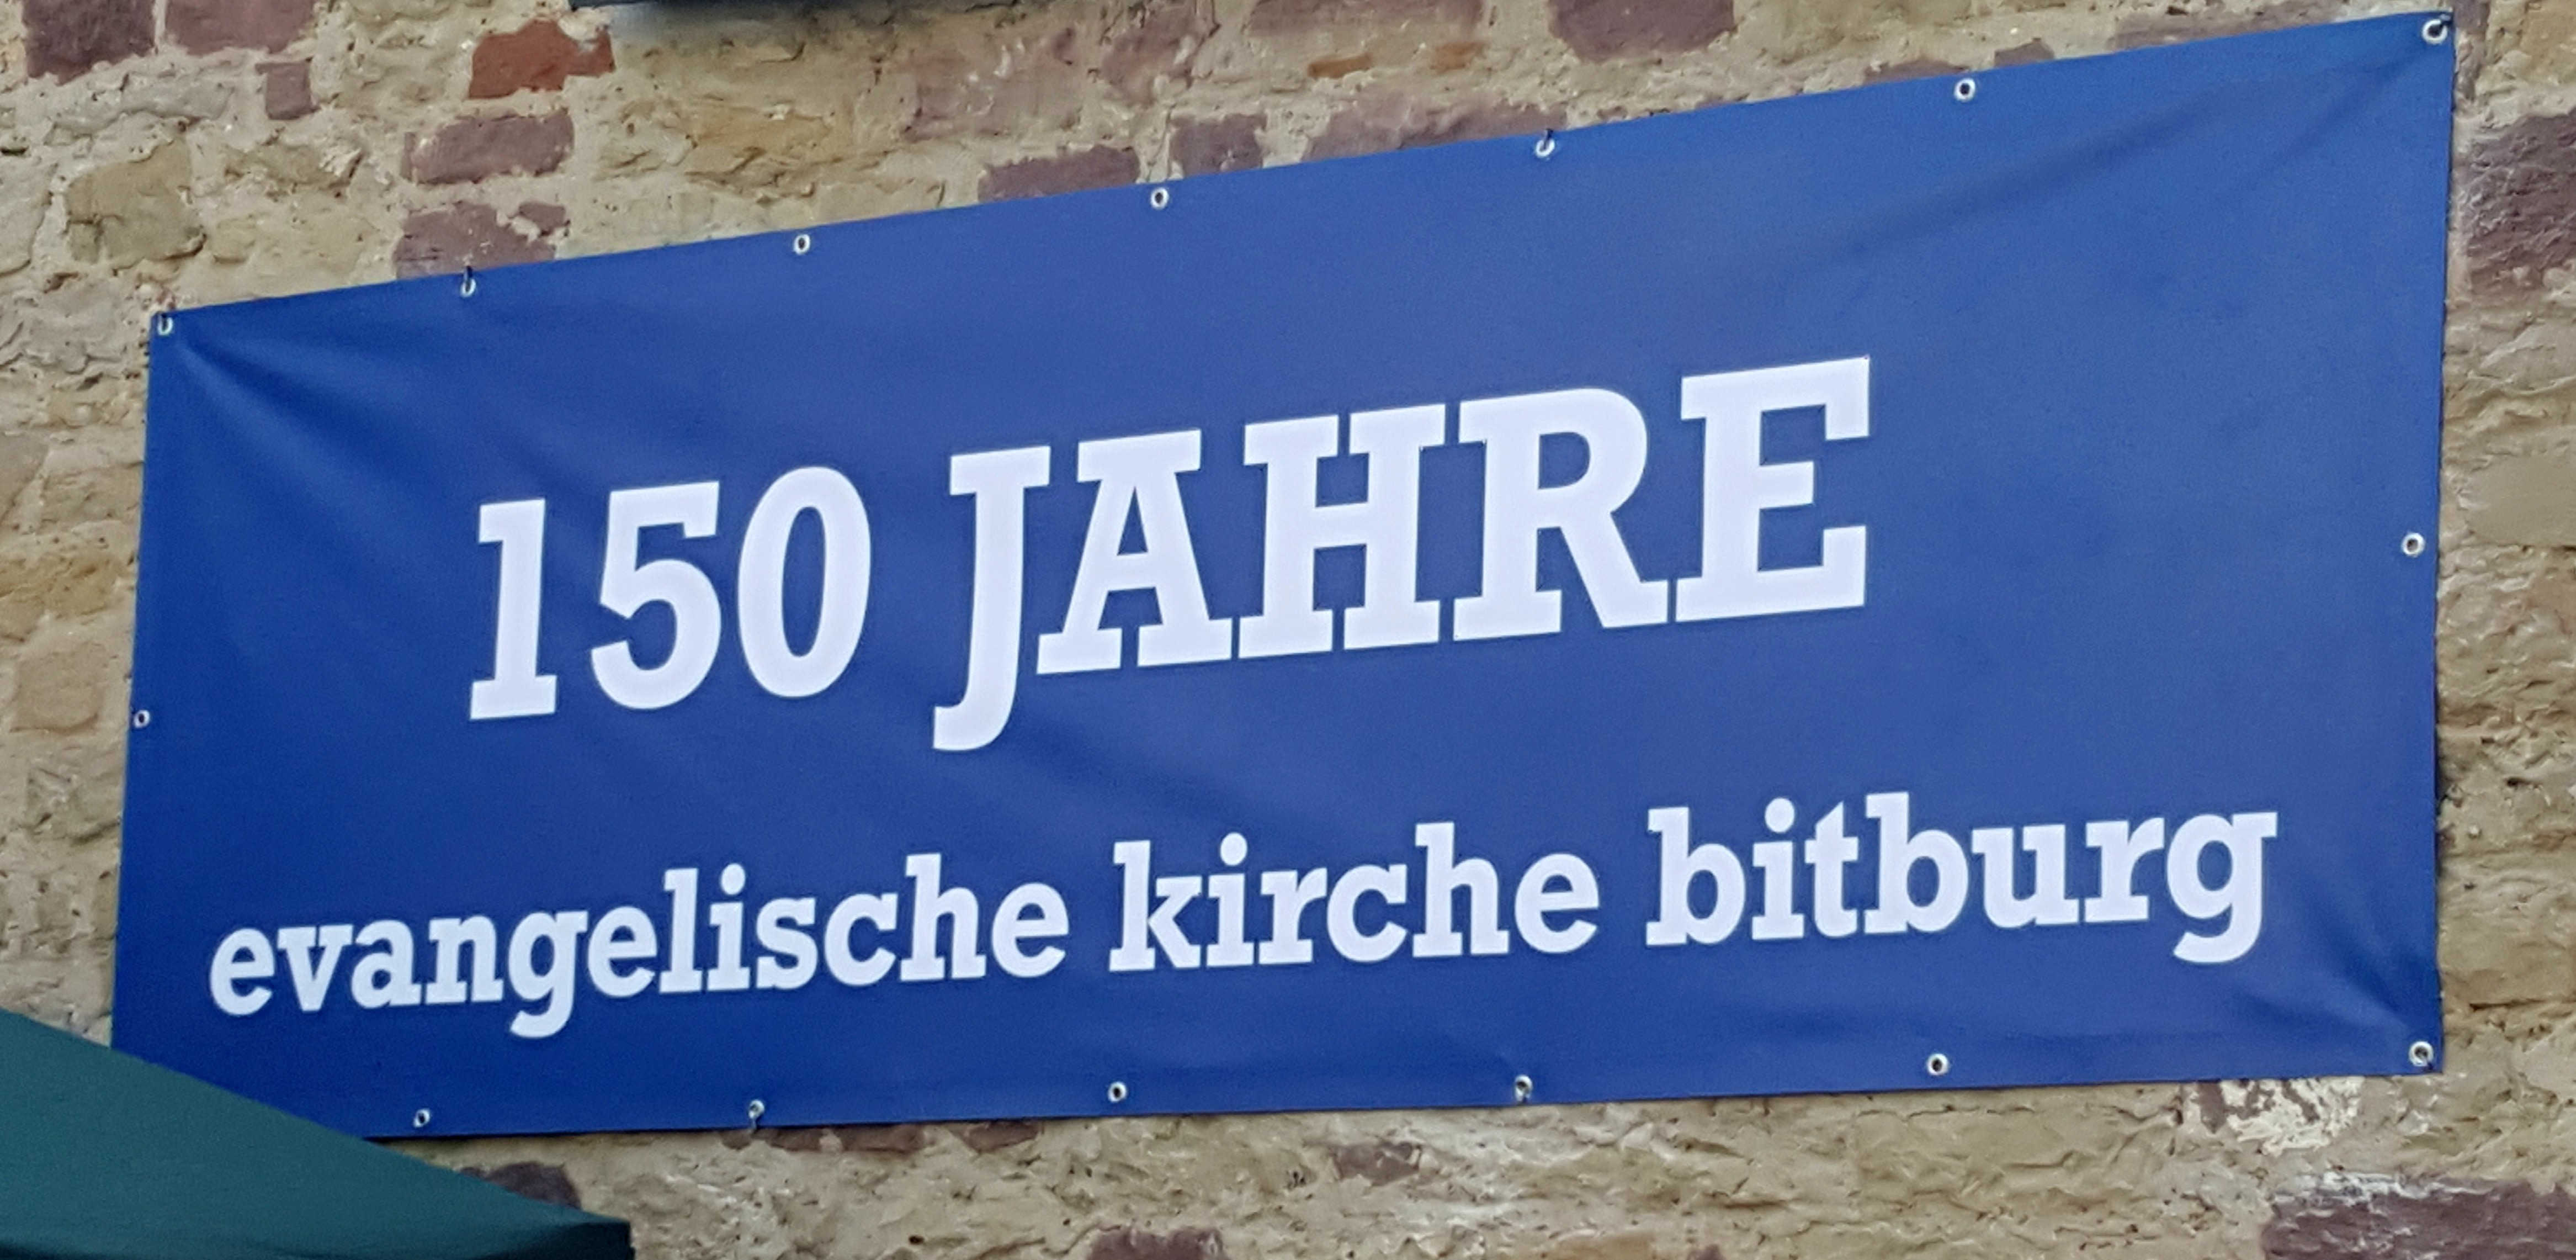 150 JAHRE
evangelische kirche bitburg